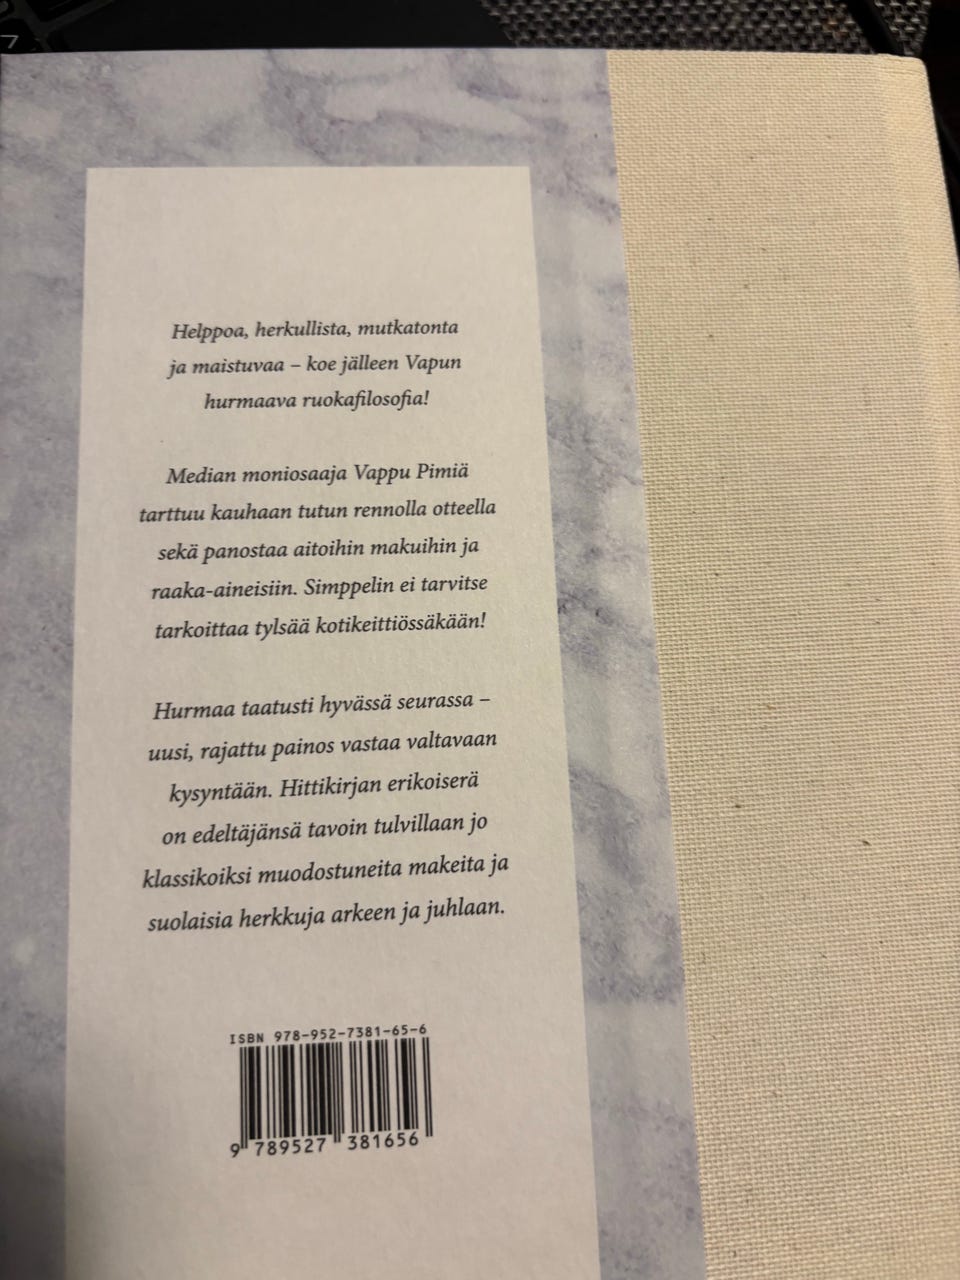 7
Helppoa, herkullista, mutkatonta
ja maistuvaa – koe jälleen Vapun
hurmaava ruokafilosofia!
Median moniosaaja Vappu Pimiä
tarttuu kauhaan tutun rennolla otteella
sekä panostaa aitoihin makuihin ja
raaka-aineisiin. Simppelin ei tarvitse
tarkoittaa tylsää kotikeittiössäkään!
Hurmaa taatusti hyvässä seurassa –
uusi, rajattu painos vastaa valtavaan
kysyntään. Hittikirjan erikoiserä
on edeltäjänsä tavoin tulvillaan jo
klassikoiksi muodostuneita makeita ja
suolaisia herkkuja arkeen ja juhlaan.
ISBN 978-952-7381-65-6
9 789527 381656